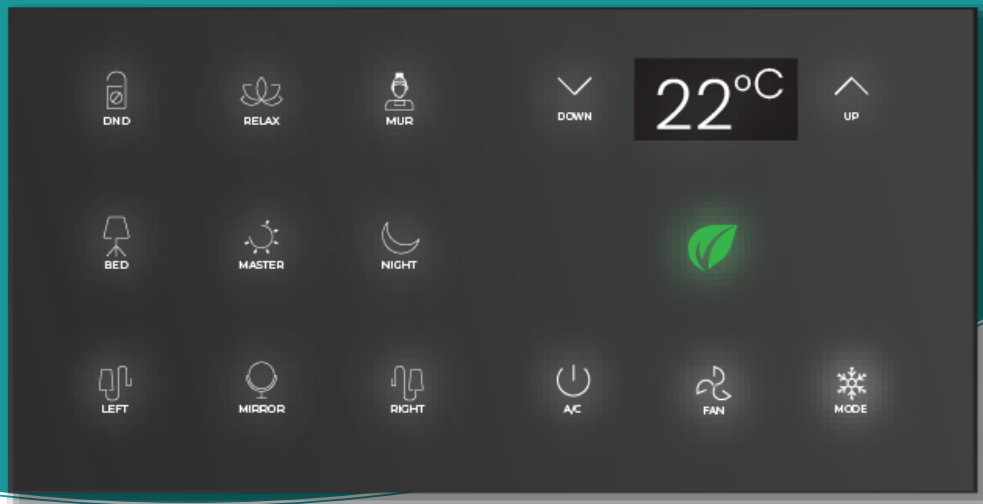 DND
RELAX
MUR
DOWN
22°C
UP
BED
MASTER
NIGHT
LEFT
MIRROR
RIGHT
A/C
FAN
MODE